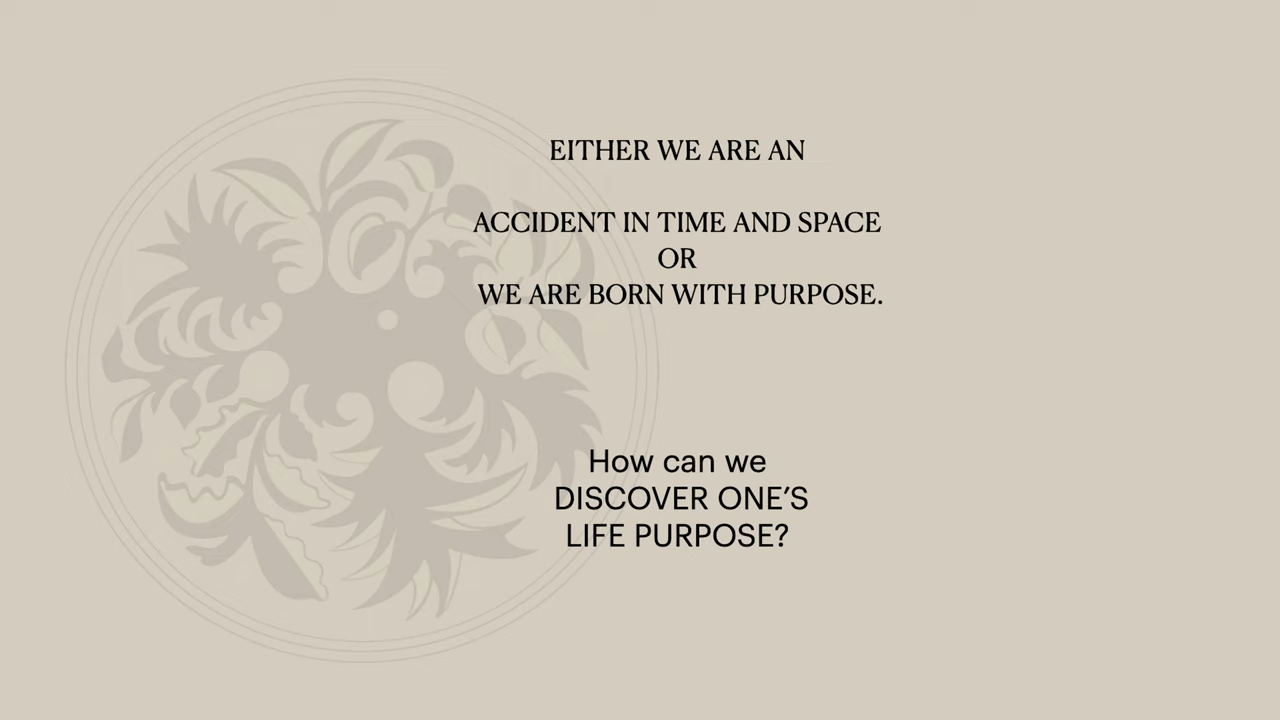 EITHER WE ARE AN
ACCIDENT IN TIME AND SPACE
OR
WE ARE BORN WITH PURPOSE.
How can we
DISCOVER ONE’S
LIFE PURPOSE?